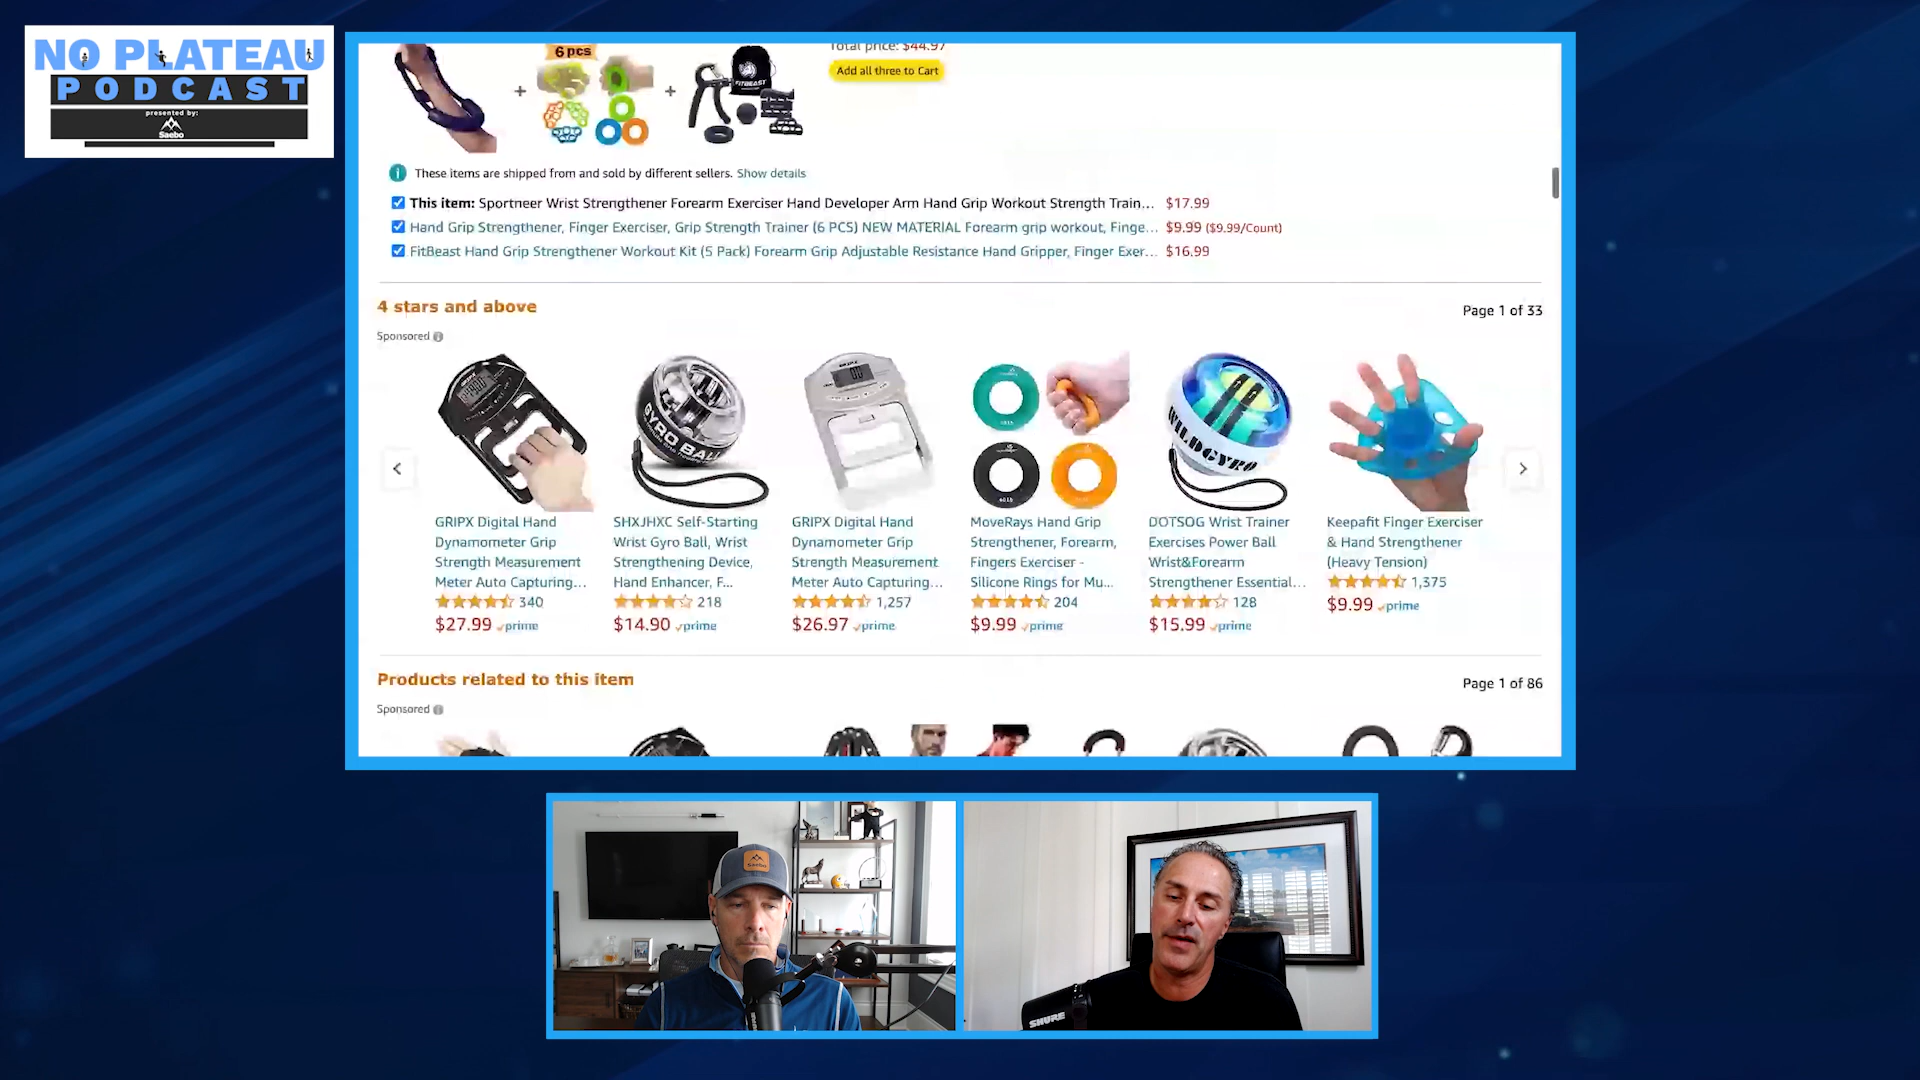 NO PLATEAU
PODCAST
presented by:
Saebo
6 pcs
Total price: $44.97
Add all three to Cart
These items are shipped from and sold by different sellers. Show details
This item: Sportneer Wrist Strengthener Forearm Exerciser Hand Developer Arm Hand Grip Workout Strength Train... $17.99
Hand Grip Strengthener, Finger Exerciser, Grip Strength Trainer (6 PCS) NEW MATERIAL Forearm grip workout, Finge... $9.99 ($9.99/Count)
FitBeast Hand Grip Strengthener Workout Kit (5 Pack) Forearm Grip Adjustable Resistance Hand Gripper, Finger Exer... $16.99
4 stars and above
Page 1 of 33
Sponsored
GYRO BALL
WILDGYRO
GRIPX Digital Hand
Dynamometer Grip
Strength Measurement
Meter Auto Capturing...
340
$27.99 prime
SHXJHXC Self-Starting
Wrist Gyro Ball, Wrist
Strengthening Device,
Hand Enhancer, F...
218
$14.90 prime
GRIPX Digital Hand
Dynamometer Grip
Strength Measurement
Meter Auto Capturing...
1,257
$26.97 prime
MoveRays Hand Grip
Strengthener, Forearm,
Fingers Exerciser -
Silicone Rings for Mu...
204
$9.99 prime
DOTSOG Wrist Trainer
Exercises Power Ball
Wrist&Forearm
Strengthener Essential...
128
$15.99 prime
Keepafit Finger Exerciser
& Hand Strengthener
(Heavy Tension)
1,375
$9.99 prime
Products related to this item
Page 1 of 86
Sponsored
Saebo
SHURE